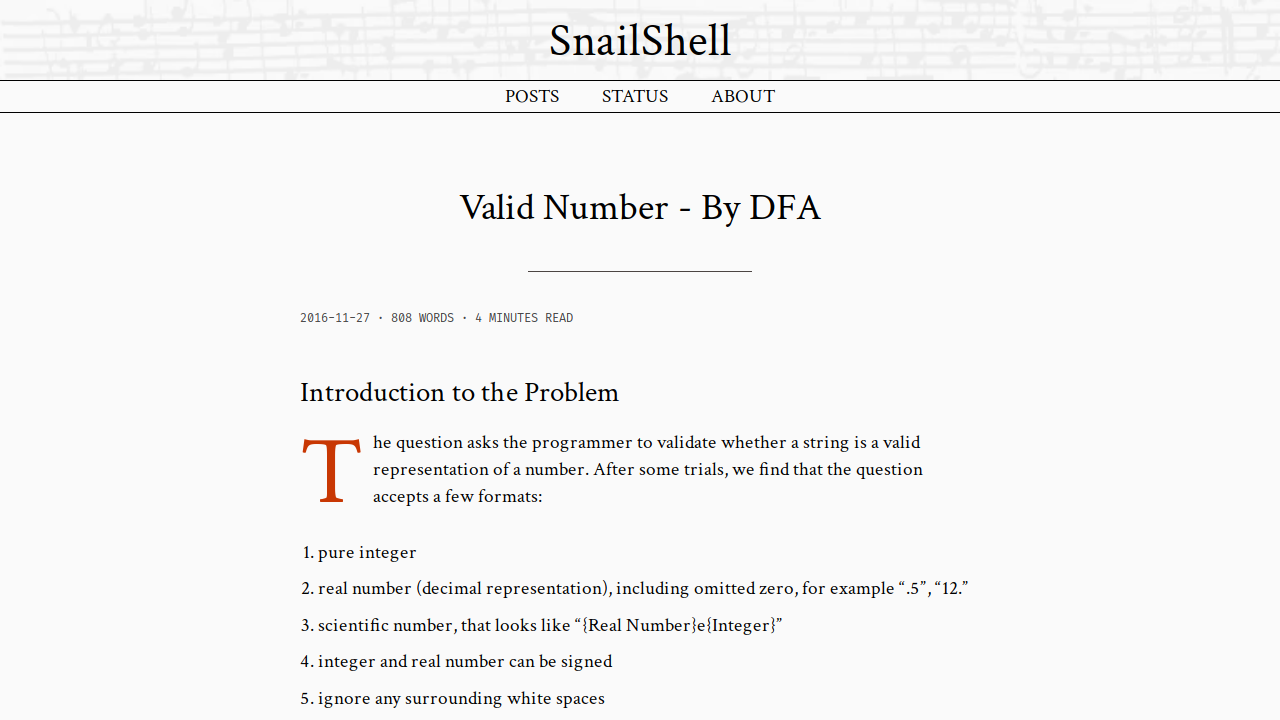 SnailShell
POSTS STATUS ABOUT
Valid Number - By DFA
2016-11-27 · 808 WORDS · 4 MINUTES READ
Introduction to the Problem
The question asks the programmer to validate whether a string is a valid
representation of a number. After some trials, we find that the question
accepts a few formats:
1. pure integer
2. real number (decimal representation), including omitted zero, for example “.5”, “12.”
3. scientific number, that looks like “{Real Number}e{Integer}”
4. integer and real number can be signed
5. ignore any surrounding white spaces